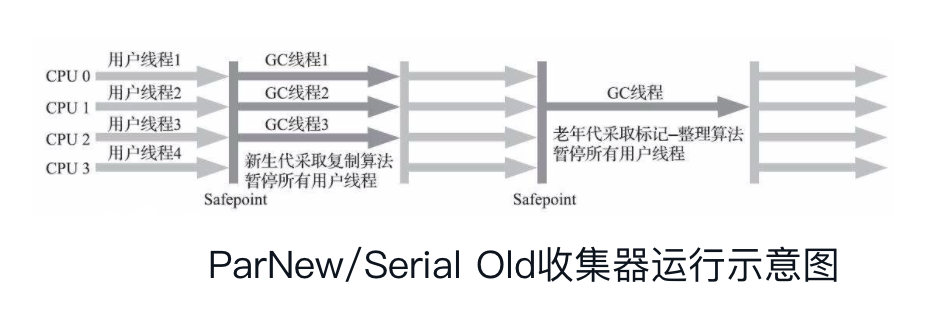 用户线程1
GC线程1
CPU 0
用户线程2
GC线程2
GC线程
CPU 1
用户线程3
GC线程3
CPU 2
老年代采取标记–整理算法
暂停所有用户线程
用户线程4
新生代采取复制算法
暂停所有用户线程
CPU 3
Safepoint
Safepoint
ParNew/Serial Old收集器运行示意图